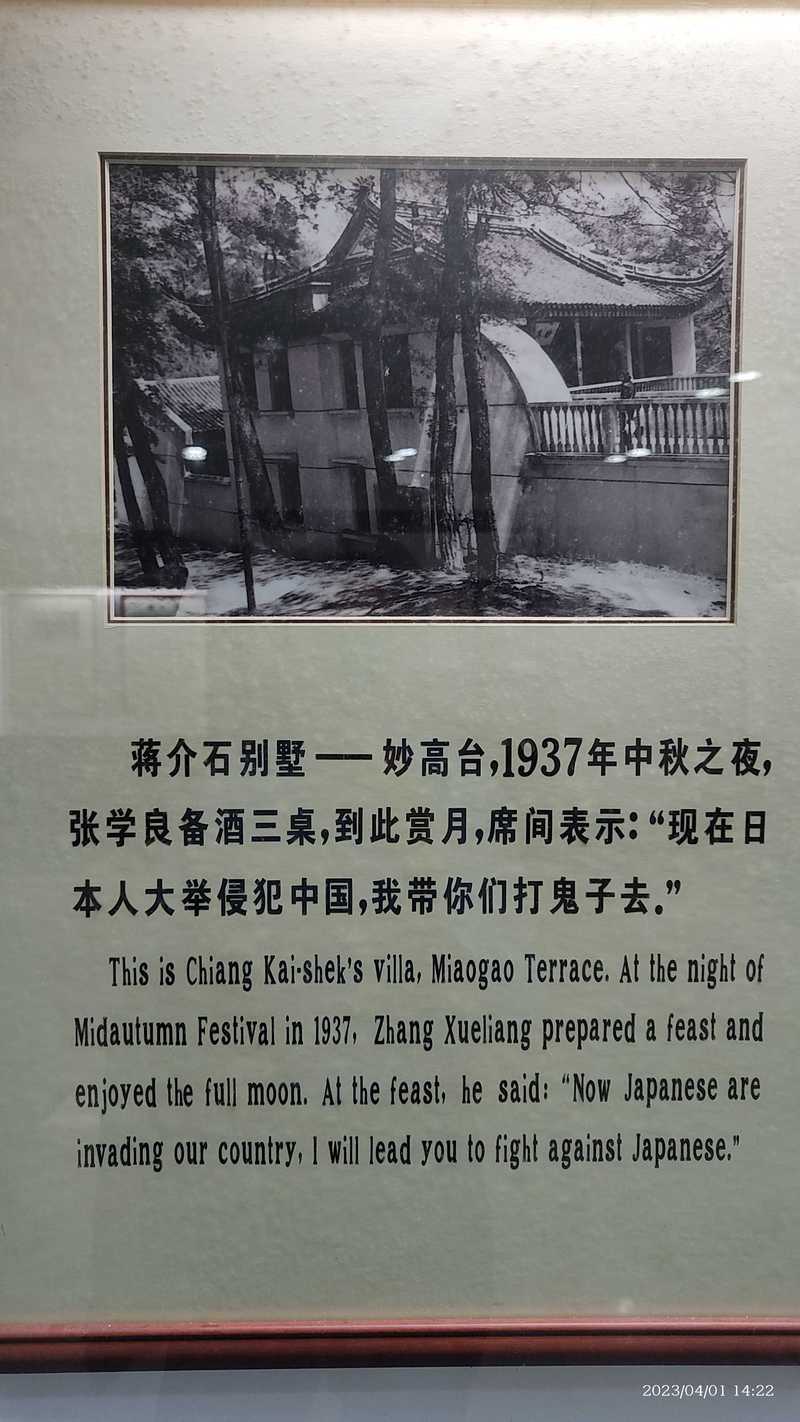 蒋介石别墅——妙高台,1937年中秋之夜,
张学良备酒三桌,到此赏月,席间表示:“现在日
本人大举侵犯中国,我带你们打鬼子去.”
This is Chiang Kai-shek's villa, Miaogao Terrace. At the night of
Midautumn Festival in 1937, Zhang Xueliang prepared a feast and
enjoyed the full moon. At the feast, he said: “Now Japanese are
invading our country, I will lead you to fight against Japanese.”
2023/04/01 14:22